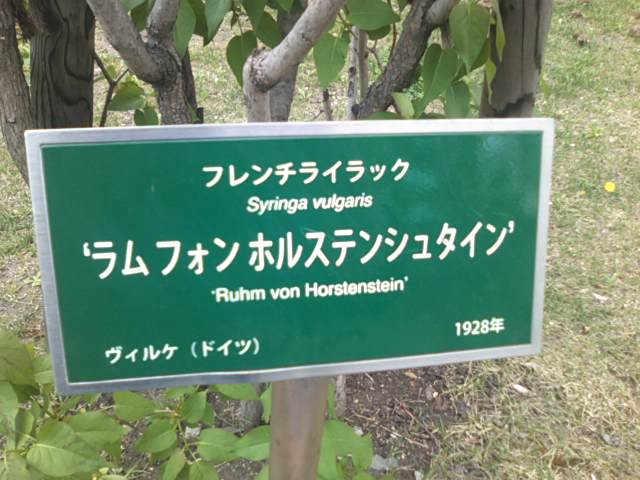 フレンチライラック
Syringa vulgaris
‘ラム フォン ホルステンシュタイン’
‘Ruhm von Horstenstein’
ヴィルケ（ドイツ）
1928年